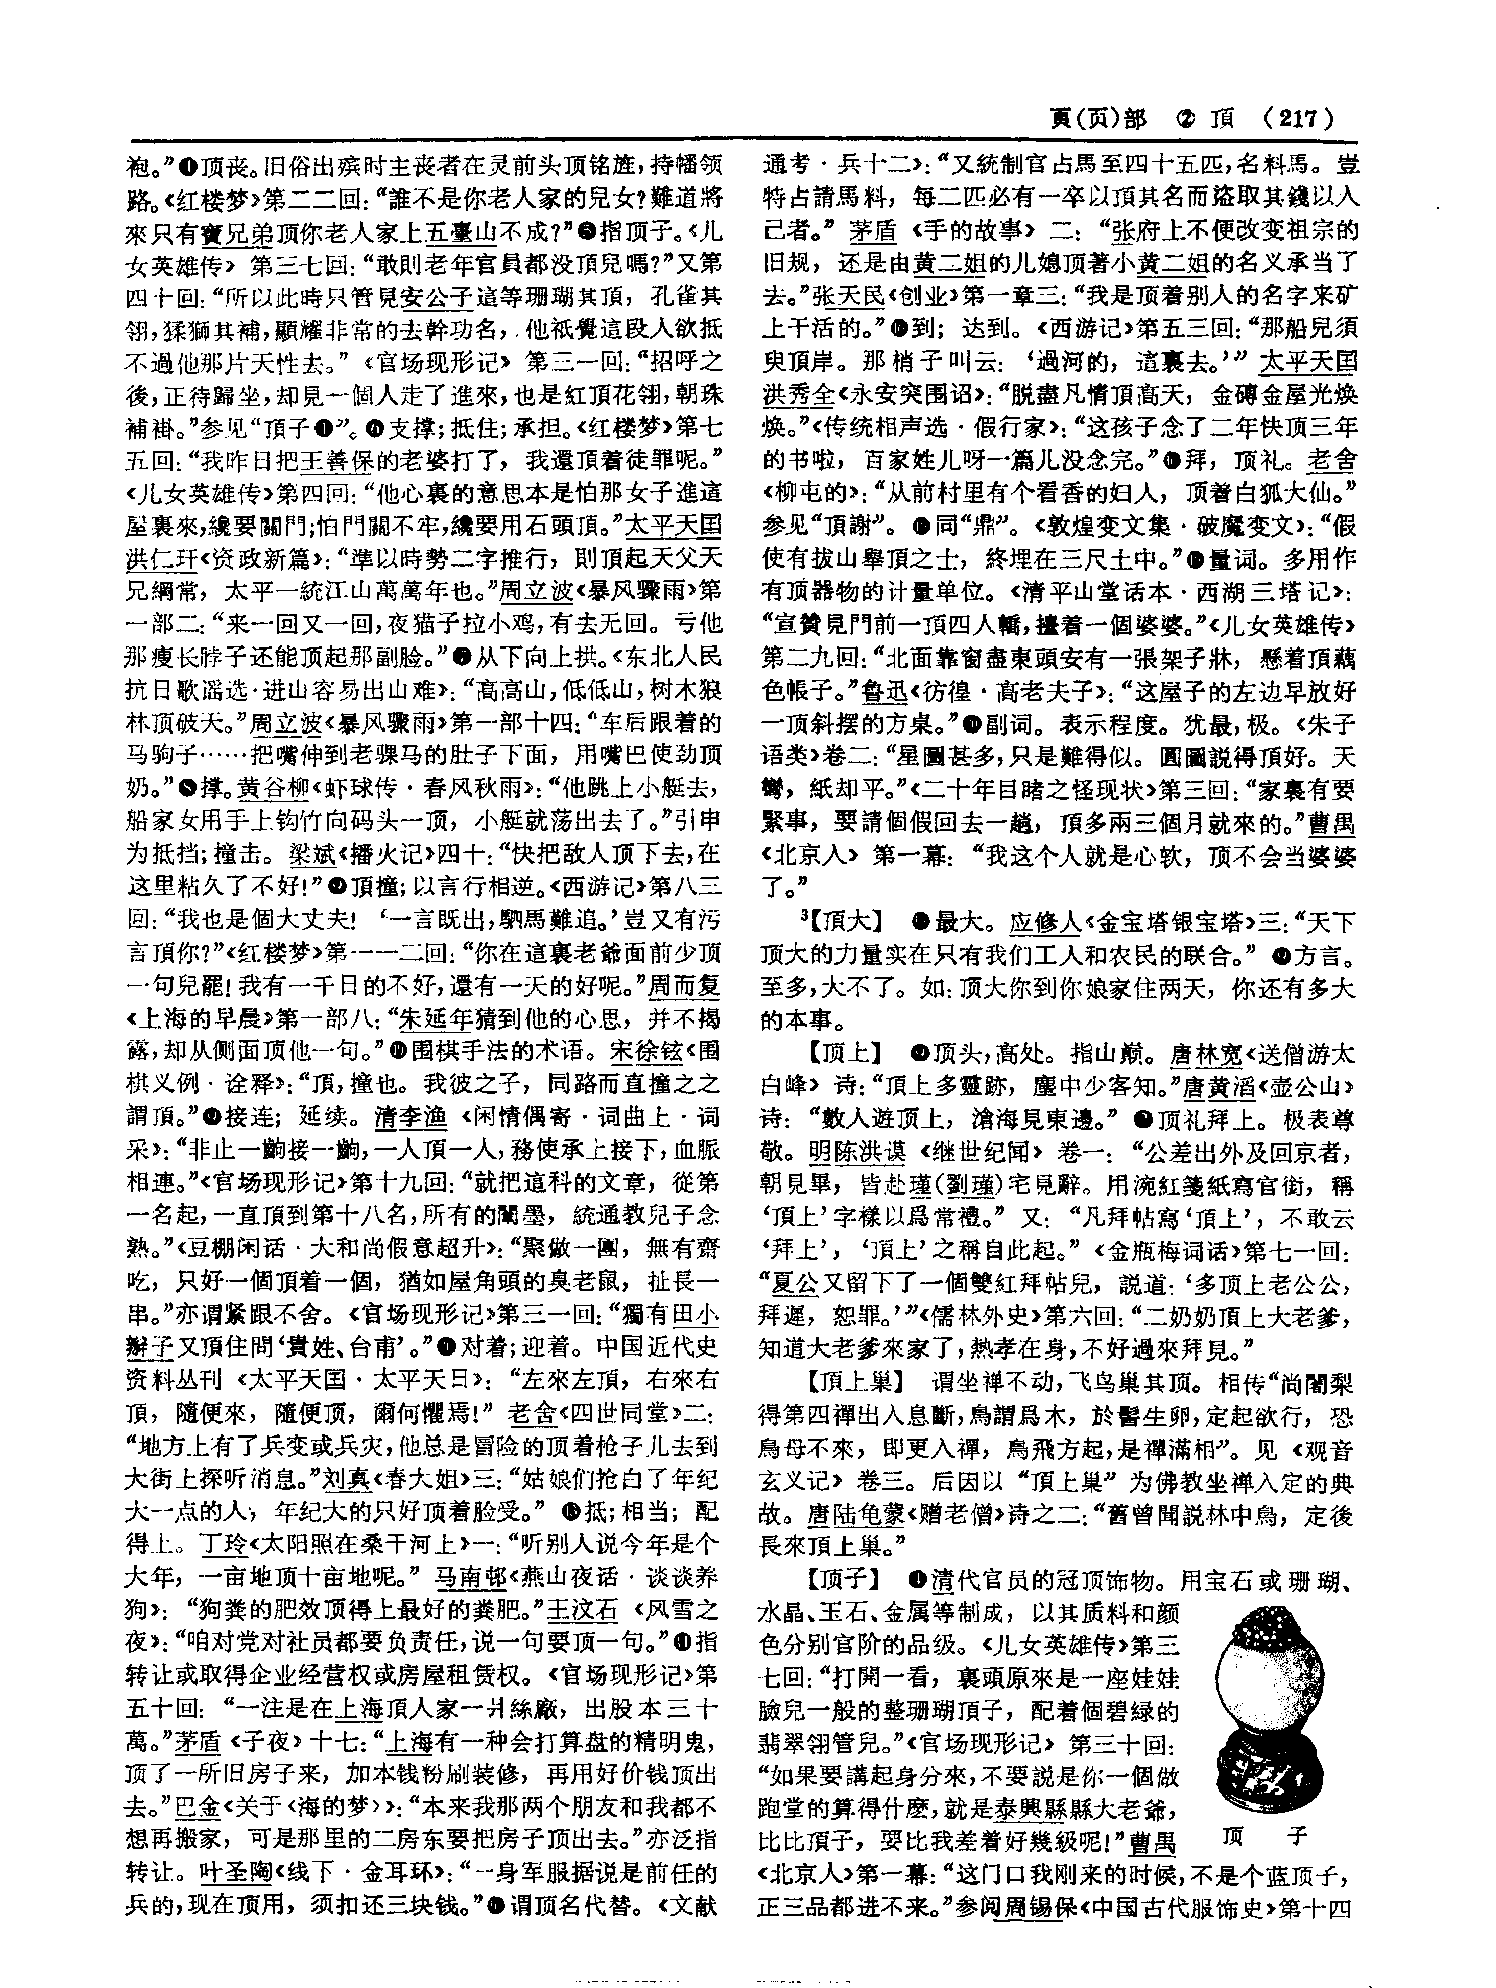 頁(页)部　② 頂　(217)
袍。”❹顶丧。旧俗出殡时主丧者在灵前头顶铭旌，持幡领
路。《红楼梦》第二二回：“誰不是你老人家的兒女？難道將
來只有寶兄弟頂你老人家上五臺山不成？”❺指顶子。《儿
女英雄传》第三七回：“敢則老年官員都没頂兒嗎？”又第
四十回：“所以此時只管見安公子這等珊瑚其頂，孔雀其
翎，猱獅其補，顯耀非常的去幹功名，他祇覺這段人欲抵
不過他那片天性去。”《官场现形记》第三一回：“招呼之
後，正待歸坐，却見一個人走了進來，也是紅頂花翎，朝珠
補褂。”参见“頂子❶”。❻支撑；抵住；承担。《红楼梦》第七
五回：“我昨日把王善保的老婆打了，我還頂着徒罪呢。”
《儿女英雄传》第四回：“他心裏的意思本是怕那女子進這
屋裏來，纔要關門；怕門關不牢，纔要用石頭頂。”太平天国
洪仁玕《资政新篇》：“準以時勢二字推行，則頂起天父天
兄綱常，太平一統江山萬萬年也。”周立波《暴风骤雨》第
一部二：“来一回又一回，夜猫子拉小鸡，有去无回。亏他
那瘦长脖子还能顶起那副脸。”❼从下向上拱。《东北人民
抗日歌谣选·进山容易出山难》：“高高山，低低山，树木狼
林顶破天。”周立波《暴风骤雨》第一部十四：“车后跟着的
马驹子……把嘴伸到老骒马的肚子下面，用嘴巴使劲顶
奶。”❽撑。黄谷柳《虾球传·春风秋雨》：“他跳上小艇去，
船家女用手上钩竹向码头一顶，小艇就荡出去了。”引申
为抵挡；撞击。梁斌《播火记》四十：“快把敌人顶下去，在
这里粘久了不好！”❾頂撞；以言行相逆。《西游记》第八三
回：“我也是個大丈夫！‘一言既出，駟馬難追。’豈又有污
言頂你？”《红楼梦》第一一二回：“你在這裏老爺面前少頂
一句兒罷！我有一千日的不好，還有一天的好呢。”周而复
《上海的早晨》第一部八：“朱延年猜到他的心思，并不揭
露，却从侧面顶他一句。”❿围棋手法的术语。宋徐铉《围
棋义例·诠释》：“頂，撞也。我彼之子，同路而直撞之之
謂頂。”⓫接连；延续。清李渔《闲情偶寄·词曲上·词
采》：“非止一齣接一齣，一人頂一人，務使承上接下，血脈
相連。”《官场现形记》第十九回：“就把這科的文章，從第
一名起，一直頂到第十八名，所有的闈墨，統通教兒子念
熟。”《豆棚闲话·大和尚假意超升》：“聚做一團，無有齋
吃，只好一個頂着一個，猶如屋角頭的臭老鼠，扯長一
串。”亦谓紧跟不舍。《官场现形记》第三一回：“獨有田小
辮子又頂住問‘貴姓、台甫’。”⓬对着；迎着。中国近代史
资料丛刊《太平天国·太平天日》：“左來左頂，右來右
頂，隨便來，隨便頂，爾何懼焉！”老舍《四世同堂》二：
“地方上有了兵变或兵灾，他总是冒险的顶着枪子儿去到
大街上探听消息。”刘真《春大姐》三：“姑娘们抢白了年纪
大一点的人，年纪大的只好顶着脸受。”⓭抵；相当；配
得上。丁玲《太阳照在桑干河上》一：“听别人说今年是个
大年，一亩地顶十亩地呢。”马南邨《燕山夜话·谈谈养
狗》：“狗粪的肥效顶得上最好的粪肥。”王汶石《风雪之
夜》：“咱对党对社员都要负责任，说一句要顶一句。”⓮指
转让或取得企业经营权或房屋租赁权。《官场现形记》第
五十回：“一注是在上海頂人家一爿絲廠，出股本三十
萬。”茅盾《子夜》十七：“上海有一种会打算盘的精明鬼，
顶了一所旧房子来，加本钱粉刷装修，再用好价钱顶出
去。”巴金《关于〈海的梦〉》：“本来我那两个朋友和我都不
想再搬家，可是那里的二房东要把房子顶出去。”亦泛指
转让。叶圣陶《线下·金耳环》：“一身军服据说是前任的
兵的，现在顶用，须扣还三块钱。”⓯谓顶名代替。《文献
通考·兵十二》：“又統制官占馬至四十五匹，名料馬。豈
特占請馬料，每二匹必有一卒以頂其名而盜取其錢以入
己者。”茅盾《手的故事》二：“张府上不便改变祖宗的
旧规，还是由黄二姐的儿媳顶著小黄二姐的名义承当了
去。”张天民《创业》第一章三：“我是顶着别人的名字来矿
上干活的。”⓰到；达到。《西游记》第五三回：“那船兒須
臾頂岸。那梢子叫云：‘過河的，這裏去。’”太平天国
洪秀全《永安突围诏》：“脱盡凡情頂高天，金磚金屋光焕
焕。”《传统相声选·假行家》：“这孩子念了二年快顶三年
的书啦，百家姓儿呀一篇儿没念完。”⓱拜，顶礼。老舍
《柳屯的》：“从前村里有个看香的妇人，顶着白狐大仙。”
参见“頂謝”。⓲同“鼎”。《敦煌变文集·破魔变文》：“假
使有拔山舉頂之士，終埋在三尺土中。”⓳量词。多用作
有顶器物的计量单位。《清平山堂话本·西湖三塔记》：
“宣贊見門前一頂四人轎，擡着一個婆婆。”《儿女英雄传》
第二九回：“北面靠窗盡東頭安有一張架子牀，懸着頂藕
色帳子。”鲁迅《彷徨·高老夫子》：“这屋子的左边早放好
一顶斜摆的方桌。”⓴副词。表示程度。犹最，极。《朱子
语类》卷二：“星圖甚多，只是難得似。圓圖説得頂好。天
彎，紙却平。”《二十年目睹之怪现状》第三回：“家裏有要
緊事，要請個假回去一趟，頂多兩三個月就來的。”曹禺
《北京人》第一幕：“我这个人就是心软，顶不会当婆婆
了。”
³【頂大】　❶最大。应修人《金宝塔银宝塔》三：“天下
顶大的力量实在只有我们工人和农民的联合。”❷方言。
至多，大不了。如：顶大你到你娘家住两天，你还有多大
的本事。
【頂上】　❶顶头，高处。指山巅。唐林宽《送僧游太
白峰》诗：“頂上多靈跡，塵中少客知。”唐黄滔《壶公山》
诗：“數人遊頂上，滄海見東邊。”❷顶礼拜上。极表尊
敬。明陈洪谟《继世纪闻》卷一：“公差出外及回京者，
朝見畢，皆赴瑾（劉瑾）宅見辭。用涴紅箋紙寫官銜，稱
‘頂上’字樣以爲常禮。”又：“凡拜帖寫‘頂上’，不敢云
‘拜上’，‘頂上’之稱自此起。”《金瓶梅词话》第七一回：
“夏公又留下了一個雙紅拜帖兒，説道：‘多頂上老公公，
拜遲，恕罪。’”《儒林外史》第六回：“二奶奶頂上大老爹，
知道大老爹來家了，熱孝在身，不好過來拜見。”
【頂上巢】　谓坐禅不动，飞鸟巢其顶。相传“尚闍梨
得第四禪出入息斷，鳥謂爲木，於髻生卵，定起欲行，恐
鳥母不來，即更入禪，鳥飛方起，是禪滿相”。见《观音
玄义记》卷三。后因以“頂上巢”为佛教坐禅入定的典
故。唐陆龟蒙《赠老僧》诗之二：“舊曾聞説林中鳥，定後
長來頂上巢。”
【頂子】　❶清代官员的冠顶饰物。用宝石或珊瑚、
水晶、玉石、金属等制成，以其质料和颜
色分别官阶的品级。《儿女英雄传》第三
七回：“打開一看，裏頭原來是一座娃娃
臉兒一般的整珊瑚頂子，配着個碧緑的
翡翠翎管兒。”《官场现形记》第三十回：
“如果要講起身分來，不要説是你一個做
跑堂的算得什麽，就是泰興縣縣大老爺，
比比頂子，要比我差着好幾級呢！”曹禺
《北京人》第一幕：“这门口我刚来的时候，不是个蓝顶子，
正三品都进不来。”参阅周锡保《中国古代服饰史》第十四
顶　子